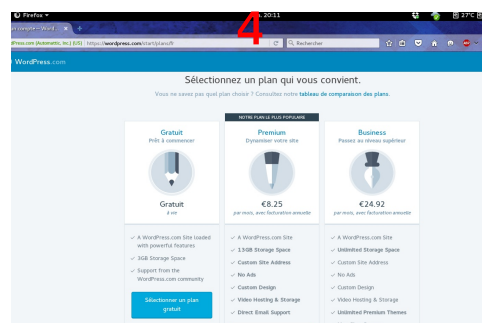 Firefox
20:11
4
27°C
WordPress.com (Automattic, Inc.) (US)
https://wordpress.com/start/plans/fr
Rechercher
WordPress.com
Sélectionnez un plan qui vous convient.
Vous ne savez pas quel plan choisir ? Consultez notre tableau de comparaison des plans.
NOTRE PLAN LE PLUS POPULAIRE
Gratuit
Prêt à commencer
Gratuit
à vie
A WordPress.com Site loaded
with powerful features
3GB Storage Space
Support from the
WordPress.com community
Sélectionner un plan
gratuit
Premium
Dynamiser votre site
€8.25
par mois, avec facturation annuelle
A WordPress.com Site
13GB Storage Space
Custom Site Address
No Ads
Custom Design
Video Hosting & Storage
Direct Email Support
Business
Passez au niveau supérieur
€24.92
par mois, avec facturation annuelle
A WordPress.com Site
Unlimited Storage Space
Custom Site Address
No Ads
Custom Design
Video Hosting & Storage
Unlimited Premium Themes